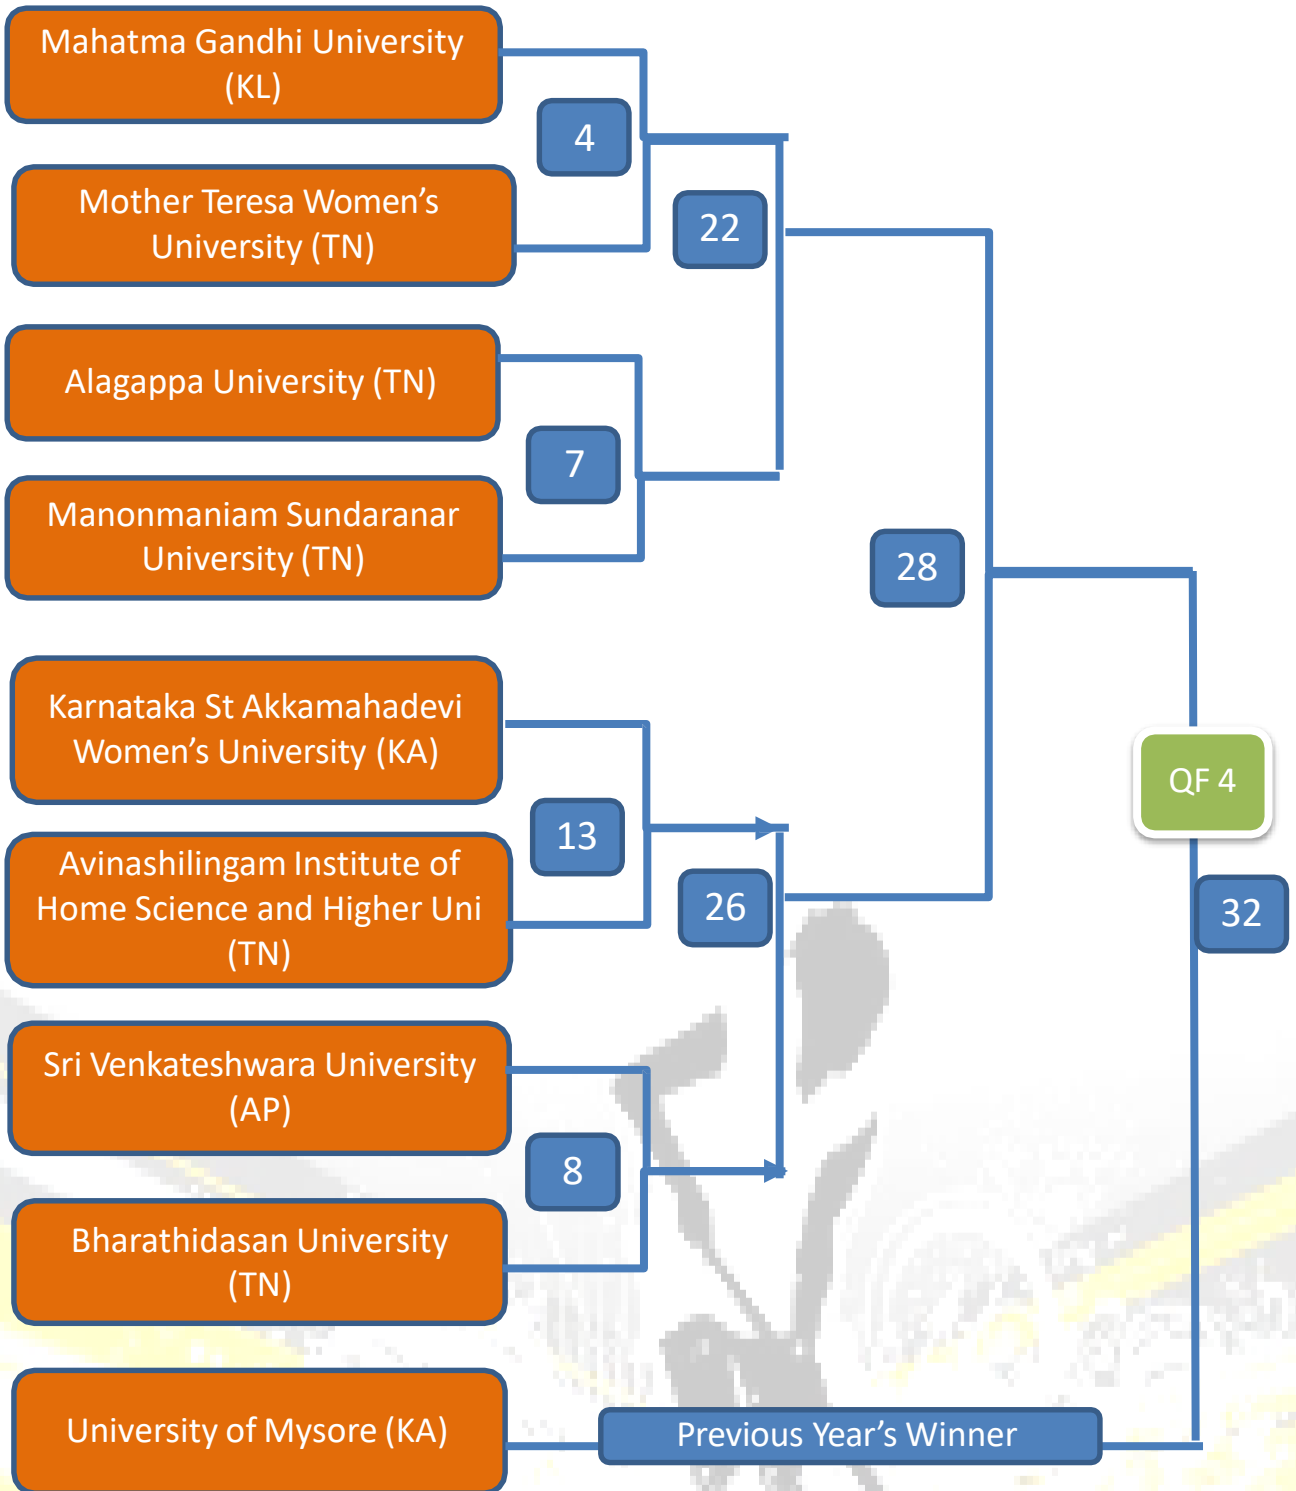 Mahatma Gandhi University
(KL)
4
Mother Teresa Women’s
University (TN)
22
Alagappa University (TN)
7
Manonmaniam Sundaranar
University (TN)
28
Karnataka St Akkamahadevi
Women’s University (KA)
QF 4
13
Avinashilingam Institute of
Home Science and Higher Uni
(TN)
26
32
Sri Venkateshwara University
(AP)
8
Bharathidasan University
(TN)
University of Mysore (KA)
Previous Year’s Winner